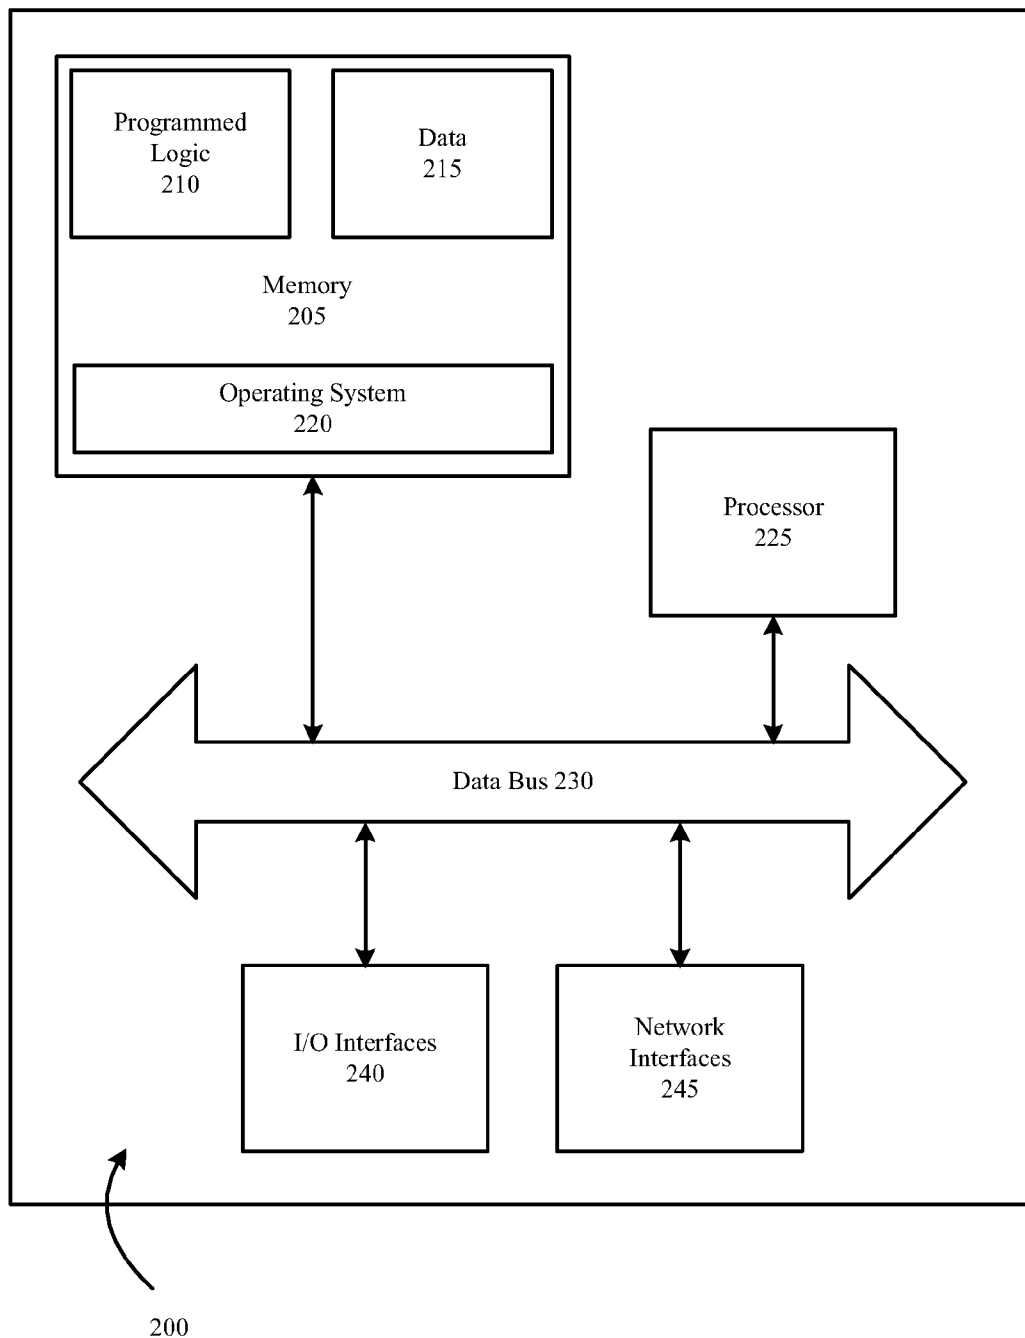 Programmed
Logic
210
Data
215
Memory
205
Operating System
220
Processor
225
Data Bus 230
I/O Interfaces
240
Network
Interfaces
245
200